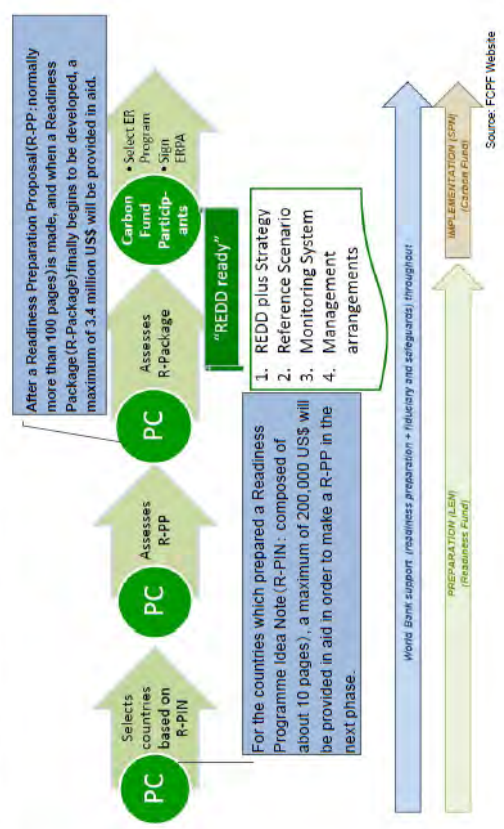 After a Readiness Preparation Proposal(R-PP:normally
more than 100 pages)is made, and when a Readiness
Package(R-Package)finally begins to be developed, a
maximum of 3.4 million US$ will be provided in aid.
PC
Selects
countries
based on
R-PIN
PC
Assesses
R-PP
PC
Assesses
R-Package
Carbon
Fund
Particip-
ants
• Select ER
Program
• Sign
ERPA
For the countries which prepared a Readiness
Programme Idea Note(R-PIN: composed of
about 10 pages), a maximum of 200,000 US$ will
be provided in aid in order to make a R-PP in the
next phase.
"REDD ready"
1. REDD plus Strategy
2. Reference Scenario
3. Monitoring System
4. Management
arrangements
World Bank support (readiness preparation + fiduciary and safeguards) throughout
PREPARATION (LEN)
(Readiness Fund)
IMPLEMENTATION (SPN)
(Carbon Fund)
Source: FCPF Website